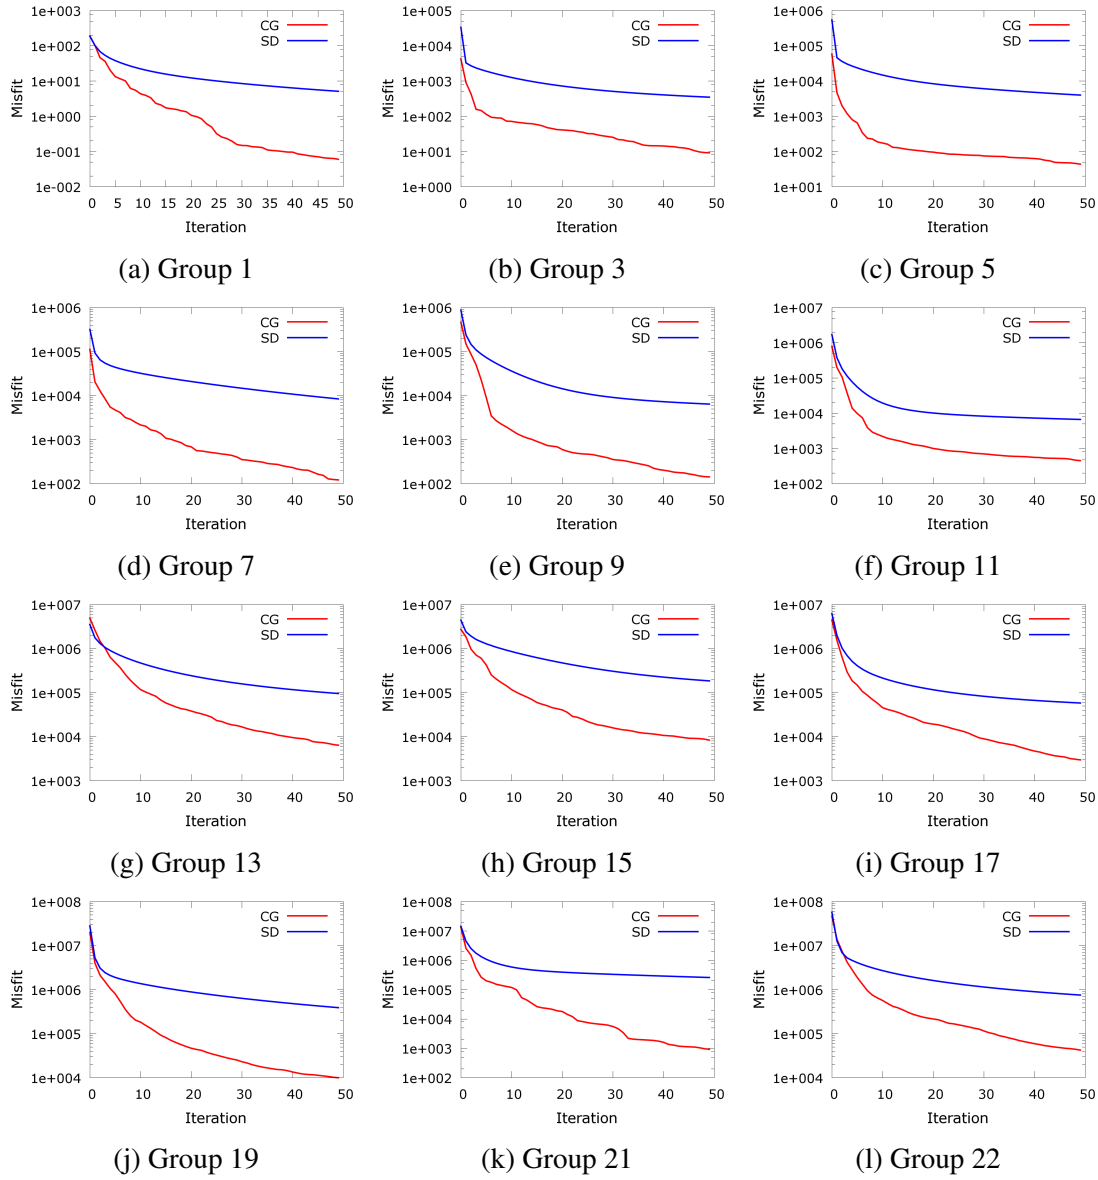 1e+003
1e+002
1e+001
1e+000
1e-001
1e-002
Misfit
CG
SD
0 5 10 15 20 25 30 35 40 45 50
Iteration
(a) Group 1
1e+005
1e+004
1e+003
1e+002
1e+001
1e+000
Misfit
CG
SD
0 10 20 30 40 50
Iteration
(b) Group 3
1e+006
1e+005
1e+004
1e+003
1e+002
1e+001
Misfit
CG
SD
0 10 20 30 40 50
Iteration
(c) Group 5
1e+006
1e+005
1e+004
1e+003
1e+002
Misfit
CG
SD
0 10 20 30 40 50
Iteration
(d) Group 7
1e+006
1e+005
1e+004
1e+003
1e+002
Misfit
CG
SD
0 10 20 30 40 50
Iteration
(e) Group 9
1e+007
1e+006
1e+005
1e+004
1e+003
1e+002
Misfit
CG
SD
0 10 20 30 40 50
Iteration
(f) Group 11
1e+007
1e+006
1e+005
1e+004
1e+003
Misfit
CG
SD
0 10 20 30 40 50
Iteration
(g) Group 13
1e+007
1e+006
1e+005
1e+004
1e+003
Misfit
CG
SD
0 10 20 30 40 50
Iteration
(h) Group 15
1e+007
1e+006
1e+005
1e+004
1e+003
Misfit
CG
SD
0 10 20 30 40 50
Iteration
(i) Group 17
1e+008
1e+007
1e+006
1e+005
1e+004
Misfit
CG
SD
0 10 20 30 40 50
Iteration
(j) Group 19
1e+008
1e+007
1e+006
1e+005
1e+004
1e+003
1e+002
Misfit
CG
SD
0 10 20 30 40 50
Iteration
(k) Group 21
1e+008
1e+007
1e+006
1e+005
1e+004
Misfit
CG
SD
0 10 20 30 40 50
Iteration
(l) Group 22